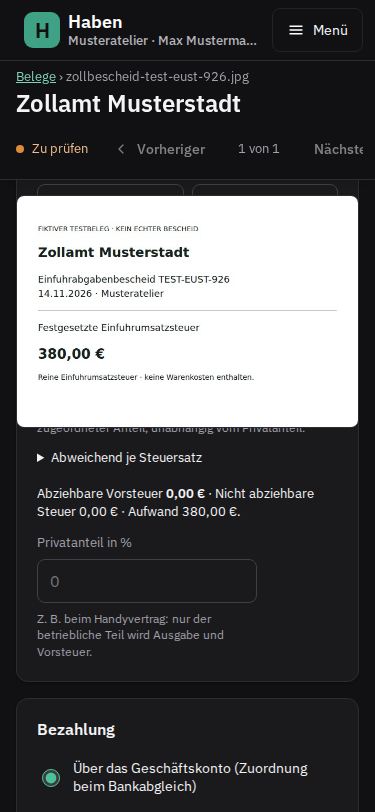 H
Haben
Musteratelier · Max Musterma...
Menü
Belege › zollbescheid-test-eust-926.jpg
Zollamt Musterstadt
Zu prüfen
Vorheriger
1 von 1
Nächste
FIKTIVER TESTBELEG · KEIN ECHTER BESCHEID
Zollamt Musterstadt
Einfuhrabgabenbescheid TEST-EUST-926
14.11.2026 · Musteratelier
Festgesetzte Einfuhrumsatzsteuer
380,00 €
Reine Einfuhrumsatzsteuer · keine Warenkosten enthalten.
zugeordneter Anteil, unabhängig vom Privatanteil.
Abweichend je Steuersatz
Abziehbare Vorsteuer 0,00 € · Nicht abziehbare
Steuer 0,00 € · Aufwand 380,00 €.
Privatanteil in %
0
Z. B. beim Handyvertrag: nur der
betriebliche Teil wird Ausgabe und
Vorsteuer.
Bezahlung
Über das Geschäftskonto (Zuordnung
beim Bankabgleich)